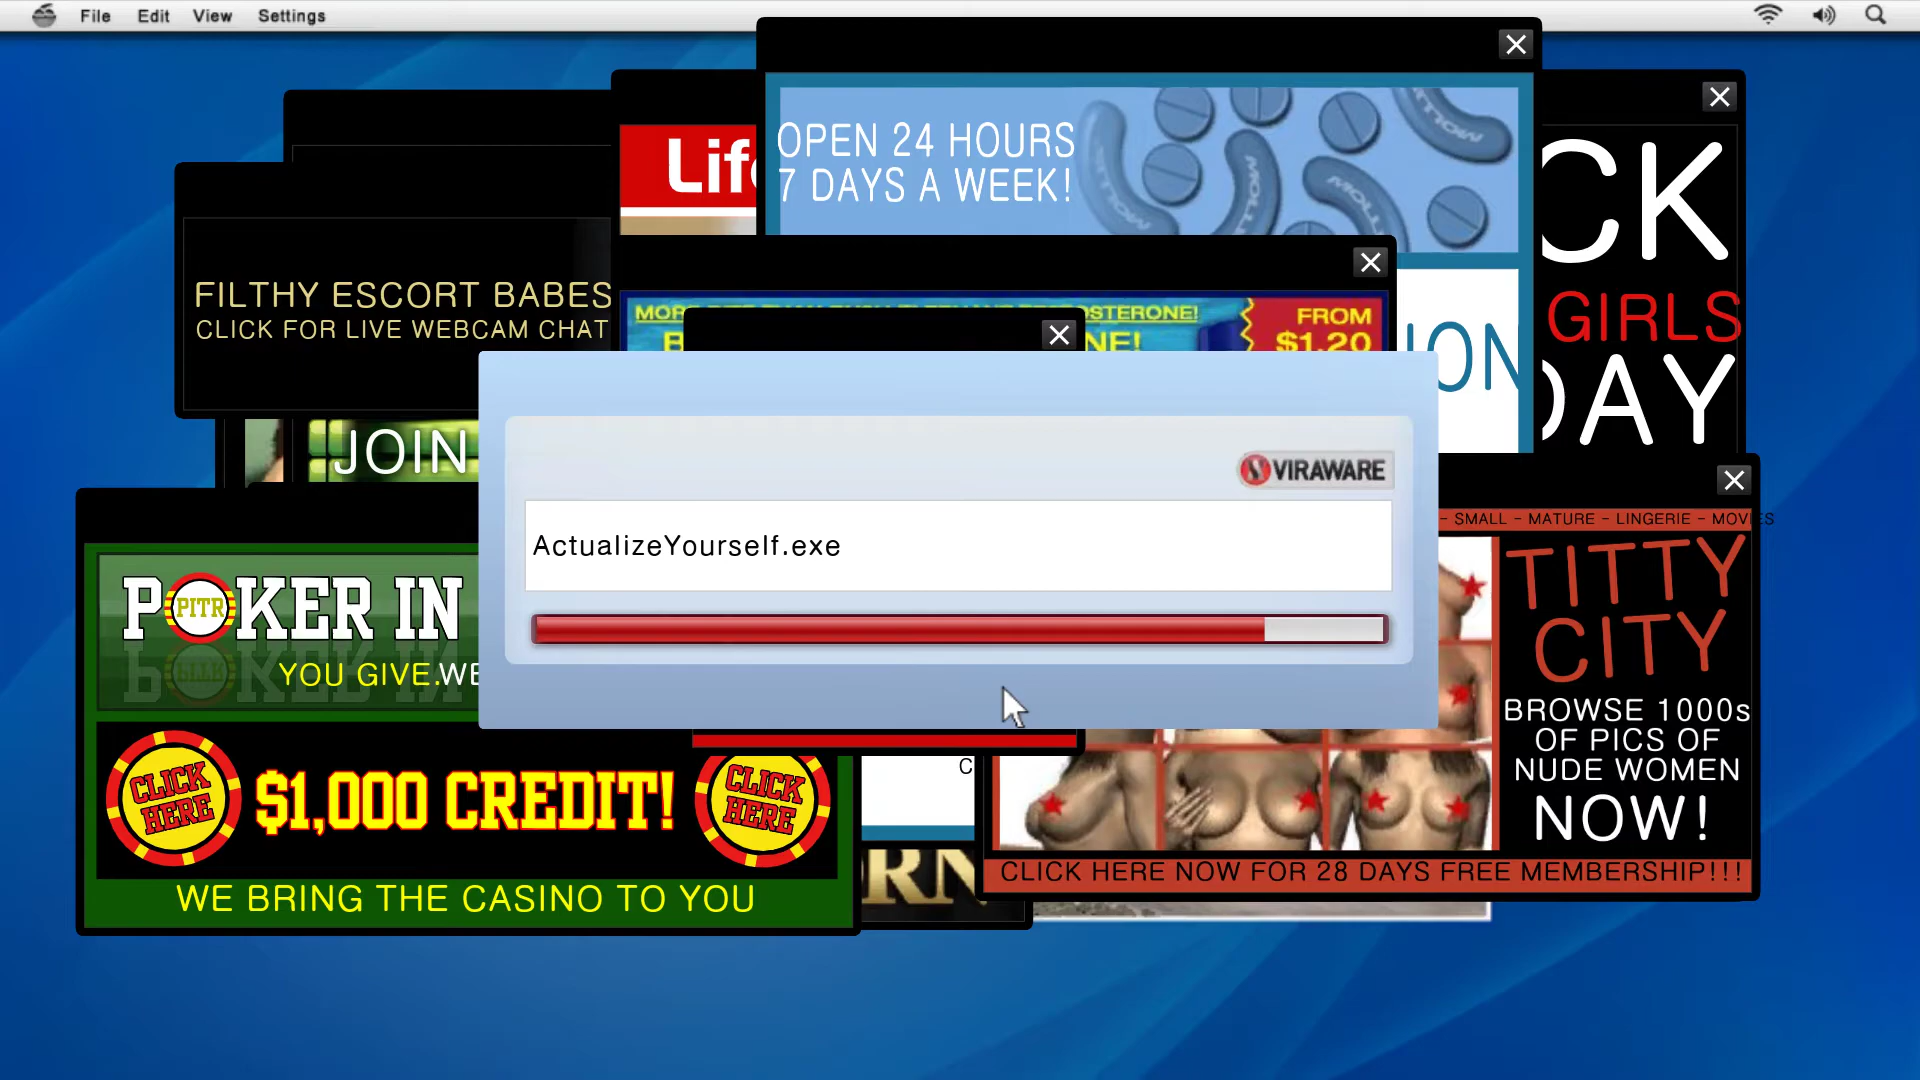 File Edit View Settings
OPEN 24 HOURS
7 DAYS A WEEK!
MOLLIS
CK
GIRLS
DAY
FILTHY ESCORT BABES
CLICK FOR LIVE WEBCAM CHAT
FROM
$1.20
JOIN
VIRAWARE
ActualizeYourself.exe
- SMALL - MATURE - LINGERIE - MOVIES
TITTY
CITY
BROWSE 1000s
OF PICS OF
NUDE WOMEN
NOW!
CLICK HERE NOW FOR 28 DAYS FREE MEMBERSHIP!!!
POKER IN
PITR
YOU GIVE.WE
CLICK
HERE
$1,000 CREDIT!
CLICK
HERE
WE BRING THE CASINO TO YOU